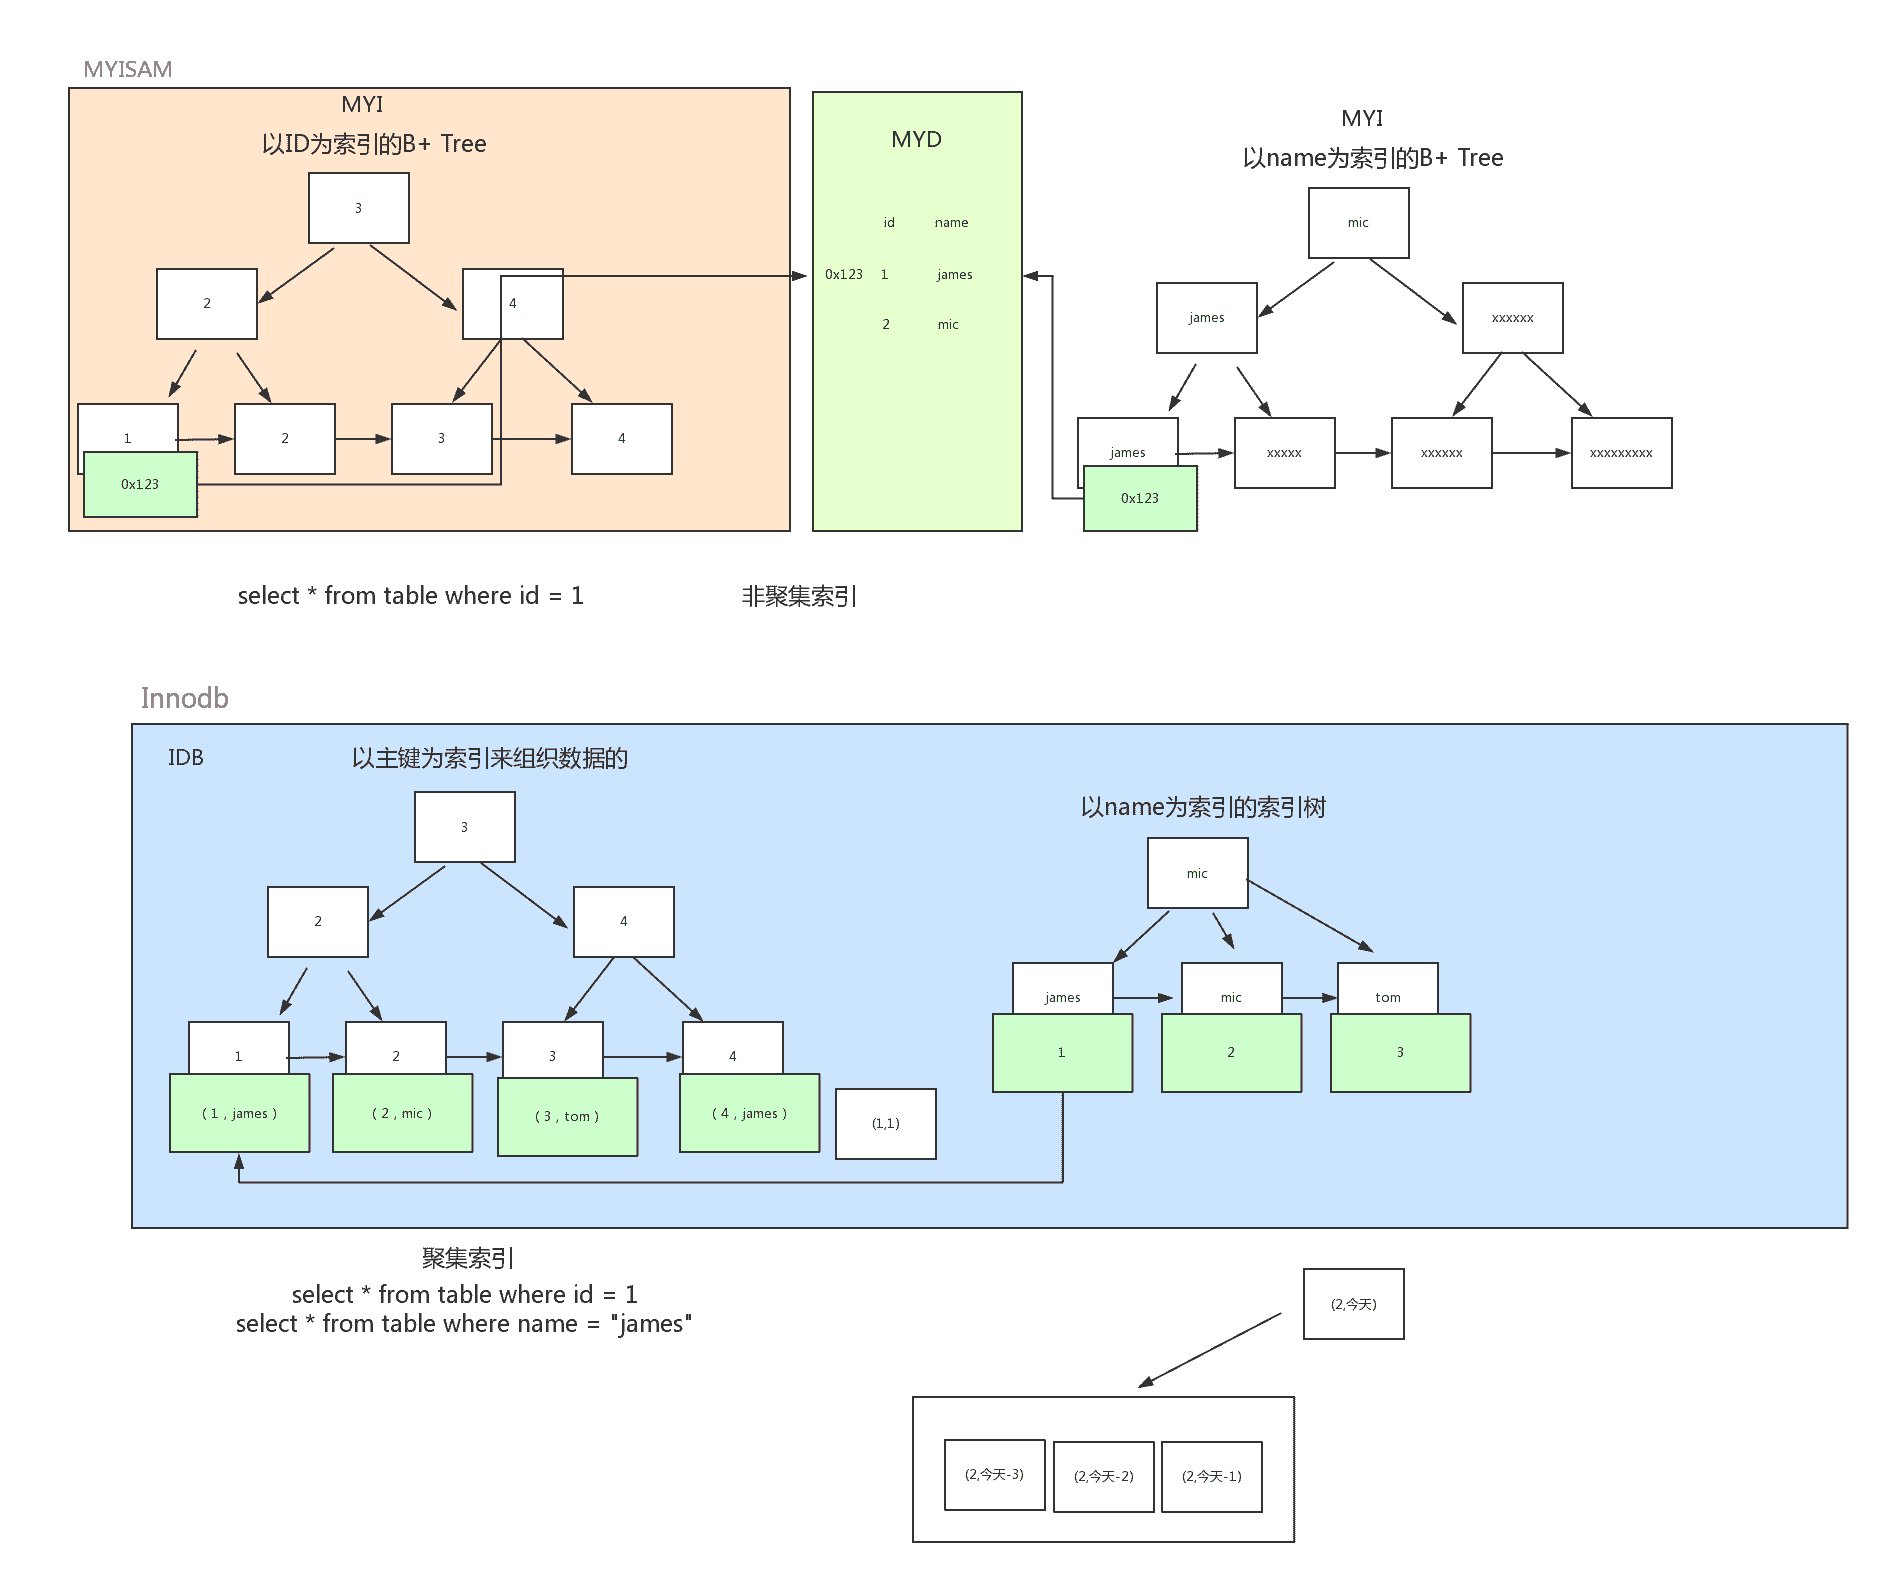 MYISAM
MYI
以ID为索引的B+ Tree
3
2
4
1
2
3
4
0x123
MYD
id name
0x123 1 james
2 mic
MYI
以name为索引的B+ Tree
mic
james
xxxxxx
james
xxxxx
xxxxxx
xxxxxxxxx
0x123
select * from table where id = 1
非聚集索引
Innodb
IDB
以主键为索引来组织数据的
3
2
4
1
2
3
4
( 1 , james )
( 2 , mic )
( 3 , tom )
( 4 , james )
(1,1)
以name为索引的索引树
mic
james
mic
tom
1
2
3
聚集索引
select * from table where id = 1
select * from table where name = "james"
(2,今天)
(2,今天-3)
(2,今天-2)
(2,今天-1)